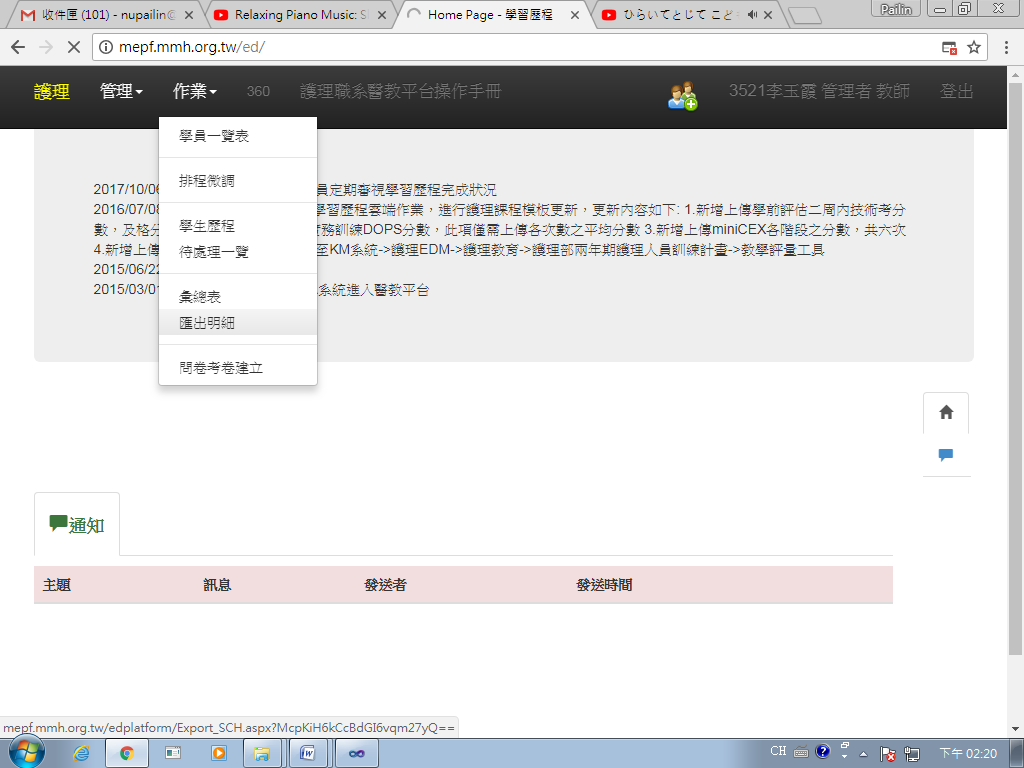 收件匣 (101) - nupailin@
Relaxing Piano Music: S
Home Page - 學習歷程
ひらいてとじて こど
Pailin
mepf.mmh.org.tw/ed/
護理 管理 作業 360 護理職系醫教平台操作手冊 3521李玉霞 管理者 教師 登出
學員一覽表
排程微調
學生歷程
待處理一覽
彙總表
匯出明細
問卷考卷建立
2017/10/06 員定期審視學習歷程完成狀況
2016/07/08 學習歷程雲端作業，進行護理課程模板更新，更新內容如下: 1.新增上傳學前評估二周內技術考分
數，及格分 實務訓練DOPS分數，此項僅需上傳各次數之平均分數 3.新增上傳miniCEX各階段之分數，共六次
4.新增上傳 至KM系統->護理EDM->護理教育->護理部兩年期護理人員訓練計畫->教學評量工具
2015/06/22
2015/03/01 系統進入醫教平台
通知
主題 訊息 發送者 發送時間
mepf.mmh.org.tw/edplatform/Export_SCH.aspx?McpKiH6kCcBdGI6vqm27yQ==
CH
下午 02:20